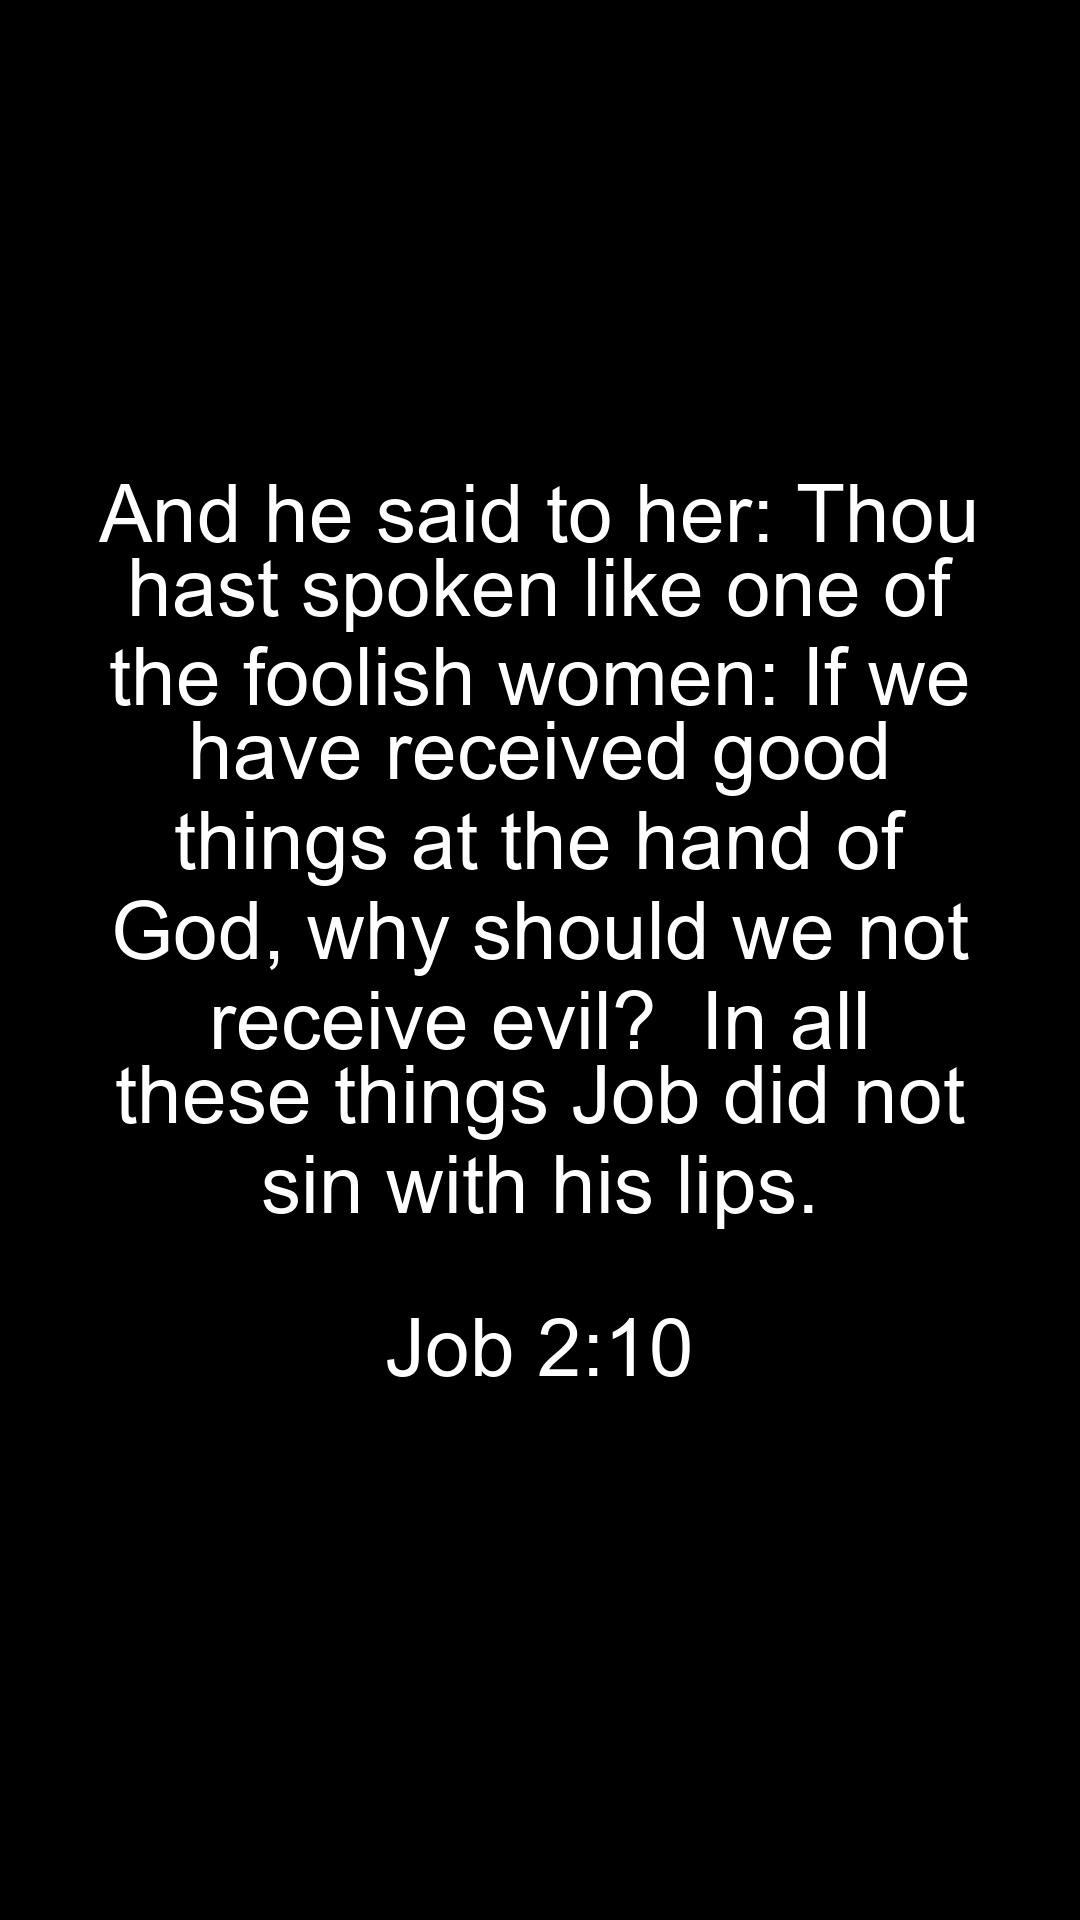 And he said to her: Thou
hast spoken like one of
the foolish women: If we
have received good
things at the hand of
God, why should we not
receive evil?  In all
these things Job did not
sin with his lips.

Job 2:10